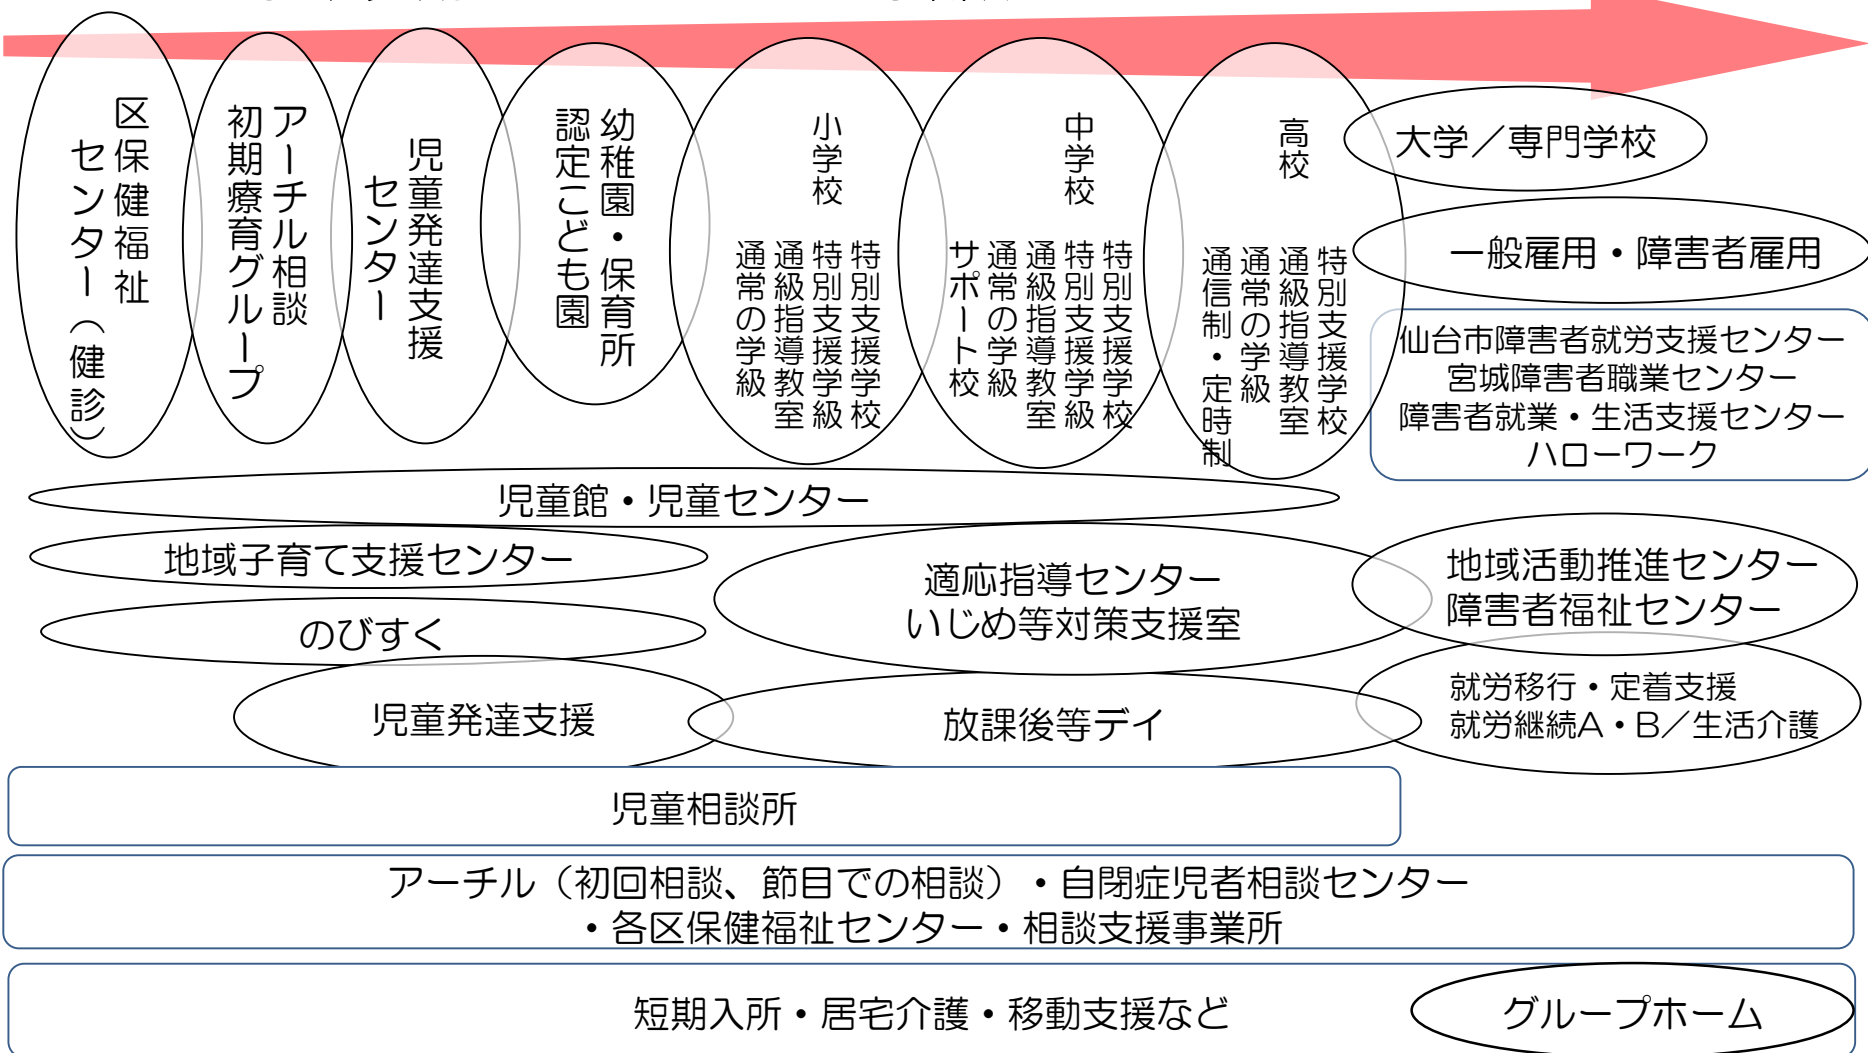 区保健福祉
センター（健診）
アーチル相談
初期療育グループ
児童発達支援
センター
幼稚園・保育所
認定こども園
小学校
特別支援学校
特別支援学級
通級指導教室
通常の学級
中学校
特別支援学校
特別支援学級
通級指導教室
通常の学級
サポート校
高校
特別支援学校
通級指導教室
通常の学級
通信制・定時制
大学／専門学校
一般雇用・障害者雇用
仙台市障害者就労支援センター
宮城障害者職業センター
障害者就業・生活支援センター
ハローワーク
児童館・児童センター
地域子育て支援センター
のびすく
適応指導センター
いじめ等対策支援室
地域活動推進センター
障害者福祉センター
児童発達支援
放課後等デイ
就労移行・定着支援
就労継続A・B／生活介護
児童相談所
アーチル（初回相談、節目での相談）・自閉症児者相談センター
・各区保健福祉センター・相談支援事業所
短期入所・居宅介護・移動支援など
グループホーム